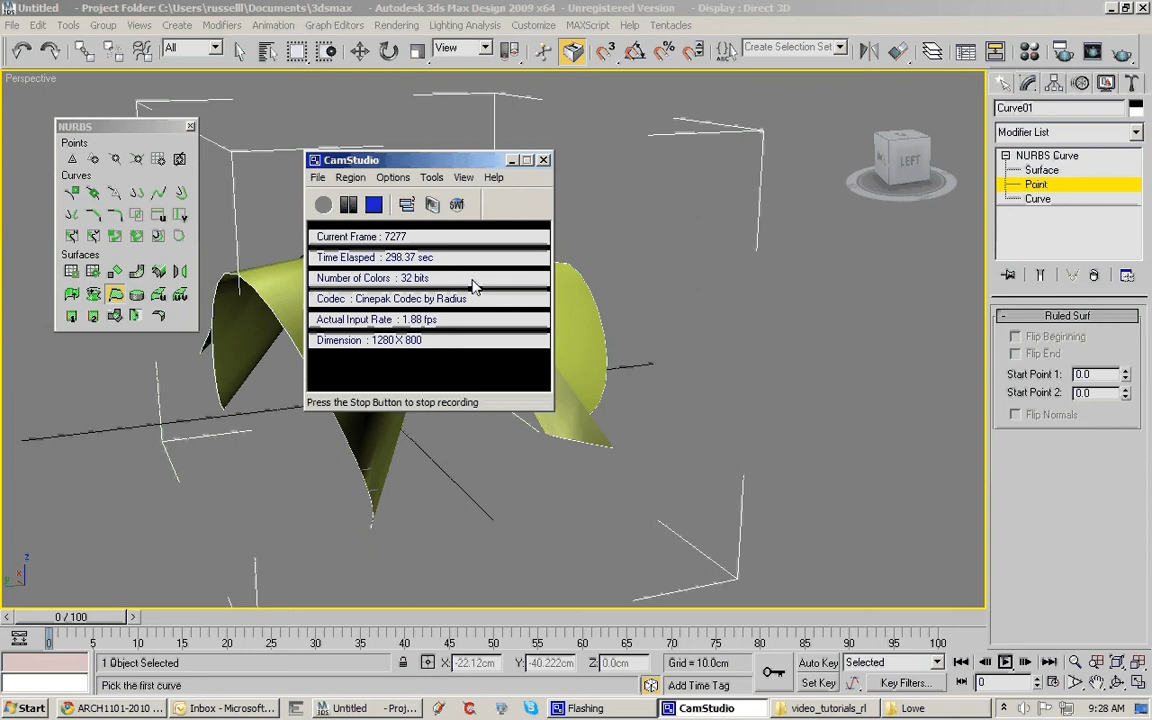 Untitled - Project Folder: C:\Users\russelll\Documents\3dsmax - Autodesk 3ds Max Design 2009 x64 - Unregistered Version - Display : Direct 3D
File Edit Tools Group Views Create Modifiers Animation Graph Editors Rendering Lighting Analysis Customize MAXScript Help Tentacles
All View Create Selection Set
Perspective
LEFT
NURBS
Points
Curves
Surfaces
CamStudio
File Region Options Tools View Help
Current Frame : 7277
Time Elasped : 298.37 sec
Number of Colors : 32 bits
Codec : Cinepak Codec by Radius
Actual Input Rate : 1.88 fps
Dimension : 1280 X 800
Press the Stop Button to stop recording
Curve01
Modifier List
NURBS Curve
Surface
Point
Curve
Ruled Surf
Flip Beginning
Flip End
Start Point 1: 0.0
Start Point 2: 0.0
Flip Normals
z
x
y
0 / 100
0 5 10 15 20 25 30 35 40 45 50 55 60 65 70 75 80 85 90 95 100
1 Object Selected X: -22.12cm Y: -40.222cm Z: 0.0cm Grid = 10.0cm Auto Key Selected
Pick the first curve Add Time Tag Set Key Key Filters... 0
Start ARCH1101-2010 ... Inbox - Microsoft... Untitled - Proj... Flashing CamStudio video_tutorials_rl Lowe 9:28 AM